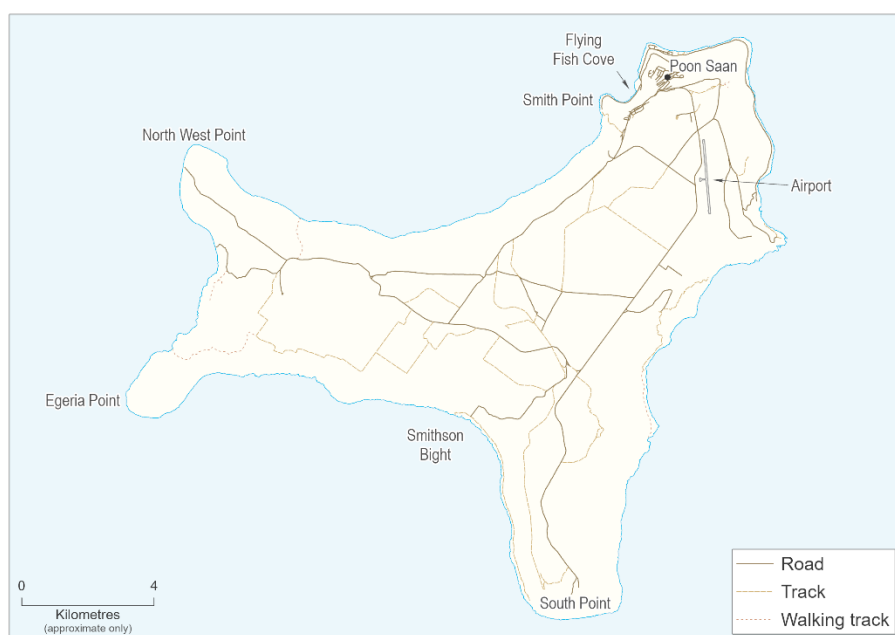 Flying
Fish Cove
Poon Saan
Smith Point
North West Point
Airport
Egeria Point
Smithson
Bight
South Point
0 4
Kilometres
(approximate only)
Road
Track
Walking track